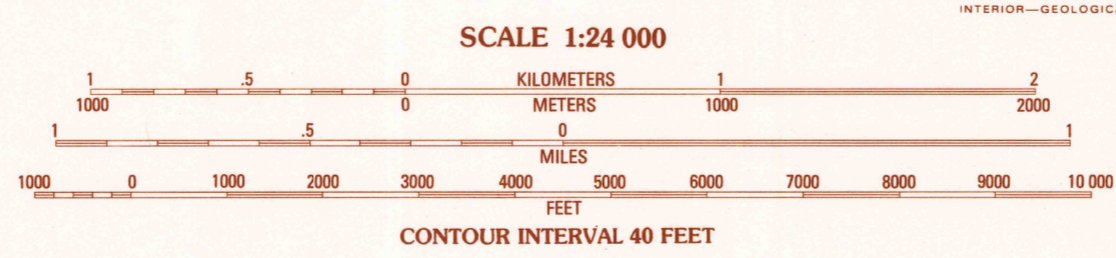 INTERIOR—GEOLOGIC
SCALE 1:24 000
1 .5 0 KILOMETERS 1 2
1000 0 METERS 1000 2000
1 .5 0 1
MILES
1000 0 1000 2000 3000 4000 5000 6000 7000 8000 9000 10 000
FEET
CONTOUR INTERVAL 40 FEET